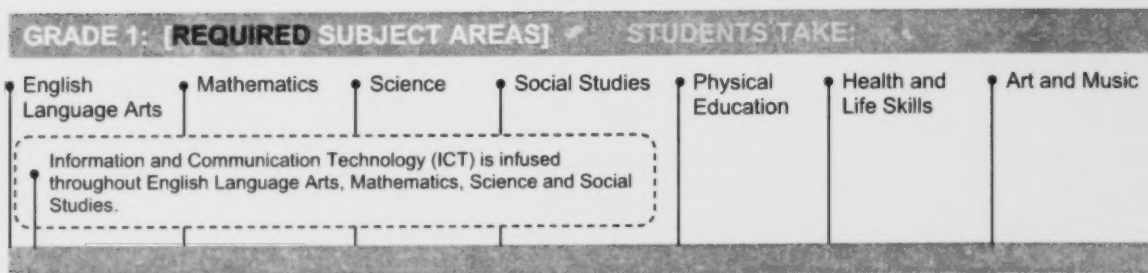 GRADE 1: [REQUIRED SUBJECT AREAS] STUDENTS TAKE:
English
Language Arts
Mathematics
Science
Social Studies
Physical
Education
Health and
Life Skills
Art and Music
Information and Communication Technology (ICT) is infused
throughout English Language Arts, Mathematics, Science and Social
Studies.